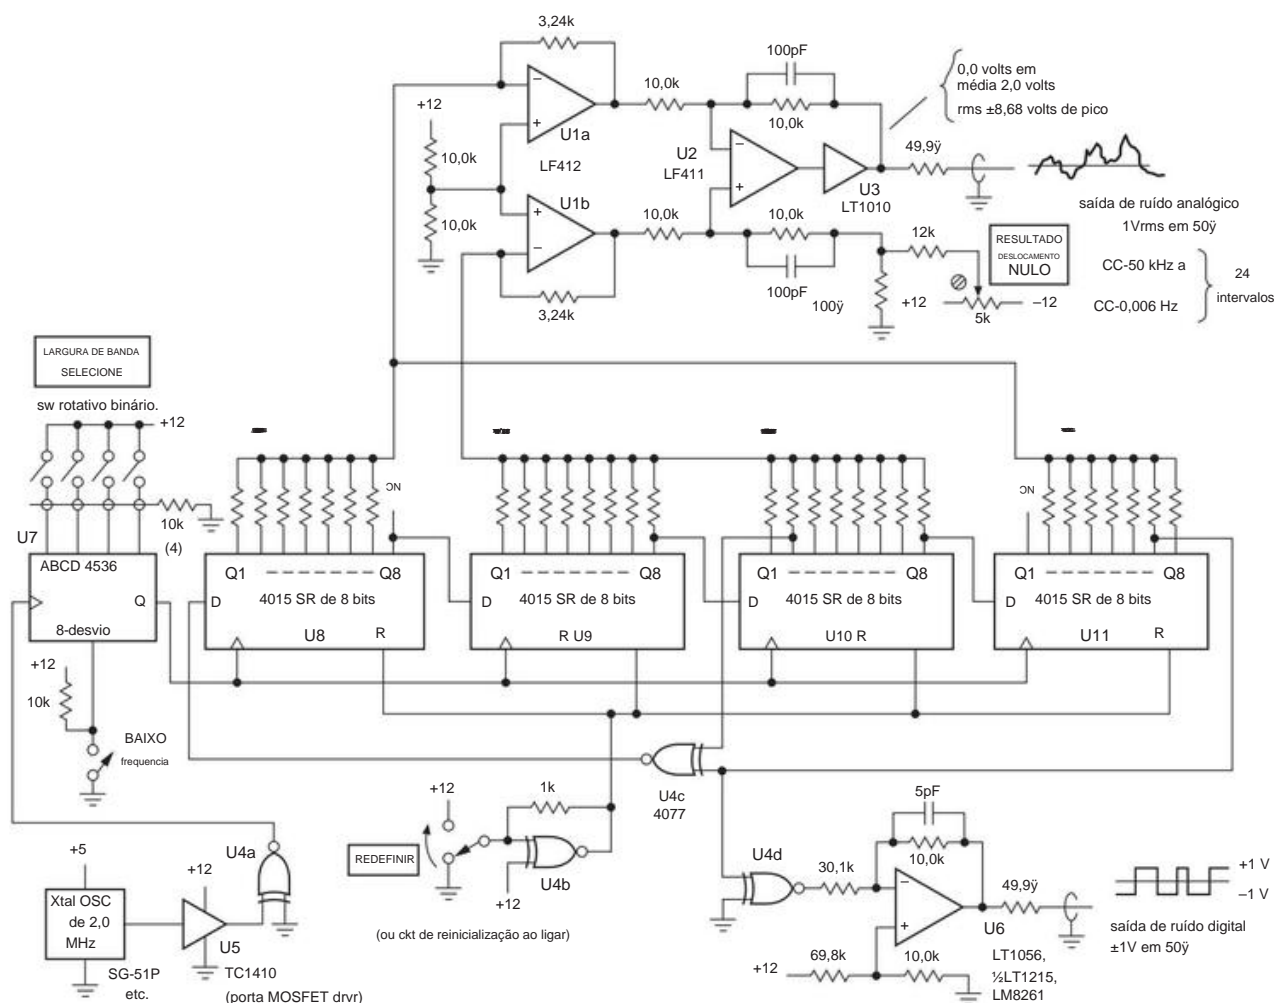 3,24k
100pF
0,0 volts em
média 2,0 volts
rms ±8,68 volts de pico
+12
10,0k
–
+
U1a
LF412
10,0k
10,0k
–
+
U2
LF411
U3
LT1010
49,9ÿ
saída de ruído analógico
1Vrms em 50ÿ
10,0k
U1b
+
–
10,0k
10,0k
12k
RESULTADO
DESLOCAMENTO
NULO
CC-50 kHz a
CC-0,006 Hz
24
intervalos
100pF
100ÿ
+12
–12
5k
3,24k
LARGURA DE BANDA
SELECIONE
sw rotativo binário.
+12
NC
NC
10k
(4)
U7
ABCD 4536
Q
8-desvio
Q1
Q8
D
4015 SR de 8 bits
U8
R
Q1
Q8
D
4015 SR de 8 bits
R U9
Q1
Q8
D
4015 SR de 8 bits
U10 R
Q1
Q8
D
4015 SR de 8 bits
U11
R
+12
10k
BAIXO
frequencia
U4c
4077
+12
1k
REDEFINIR
U4b
+12
(ou ckt de reinicialização ao ligar)
U4a
+5
+12
Xtal OSC
de 2,0
MHz
SG-51P
etc.
U5
TC1410
(porta MOSFET drvr)
U4d
30,1k
5pF
10,0k
–
+
U6
49,9ÿ
LT1056,
½LT1215,
LM8261
+12
69,8k
10,0k
+1 V
–1 V
saída de ruído digital
±1V em 50ÿ